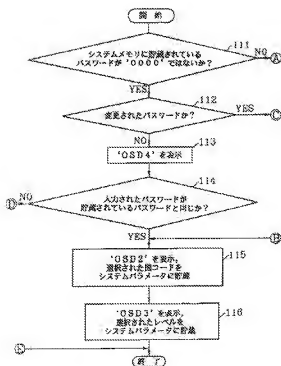 開始
111
システムメモリに貯蔵されている
パスワードが‘0000’ではないか?
NO
A
YES
112
変更されたパスワードか?
YES
C
NO
113
‘OSD4’を表示
114
入力されたパスワードが
貯蔵されているパスワードと同じか?
NO
D
YES
B
115
‘OSD2’を表示,
選択された国コードを
システムパラメータに貯蔵
116
‘OSD3’を表示,
選択されたレベルを
システムパラメータに貯蔵
E
終了